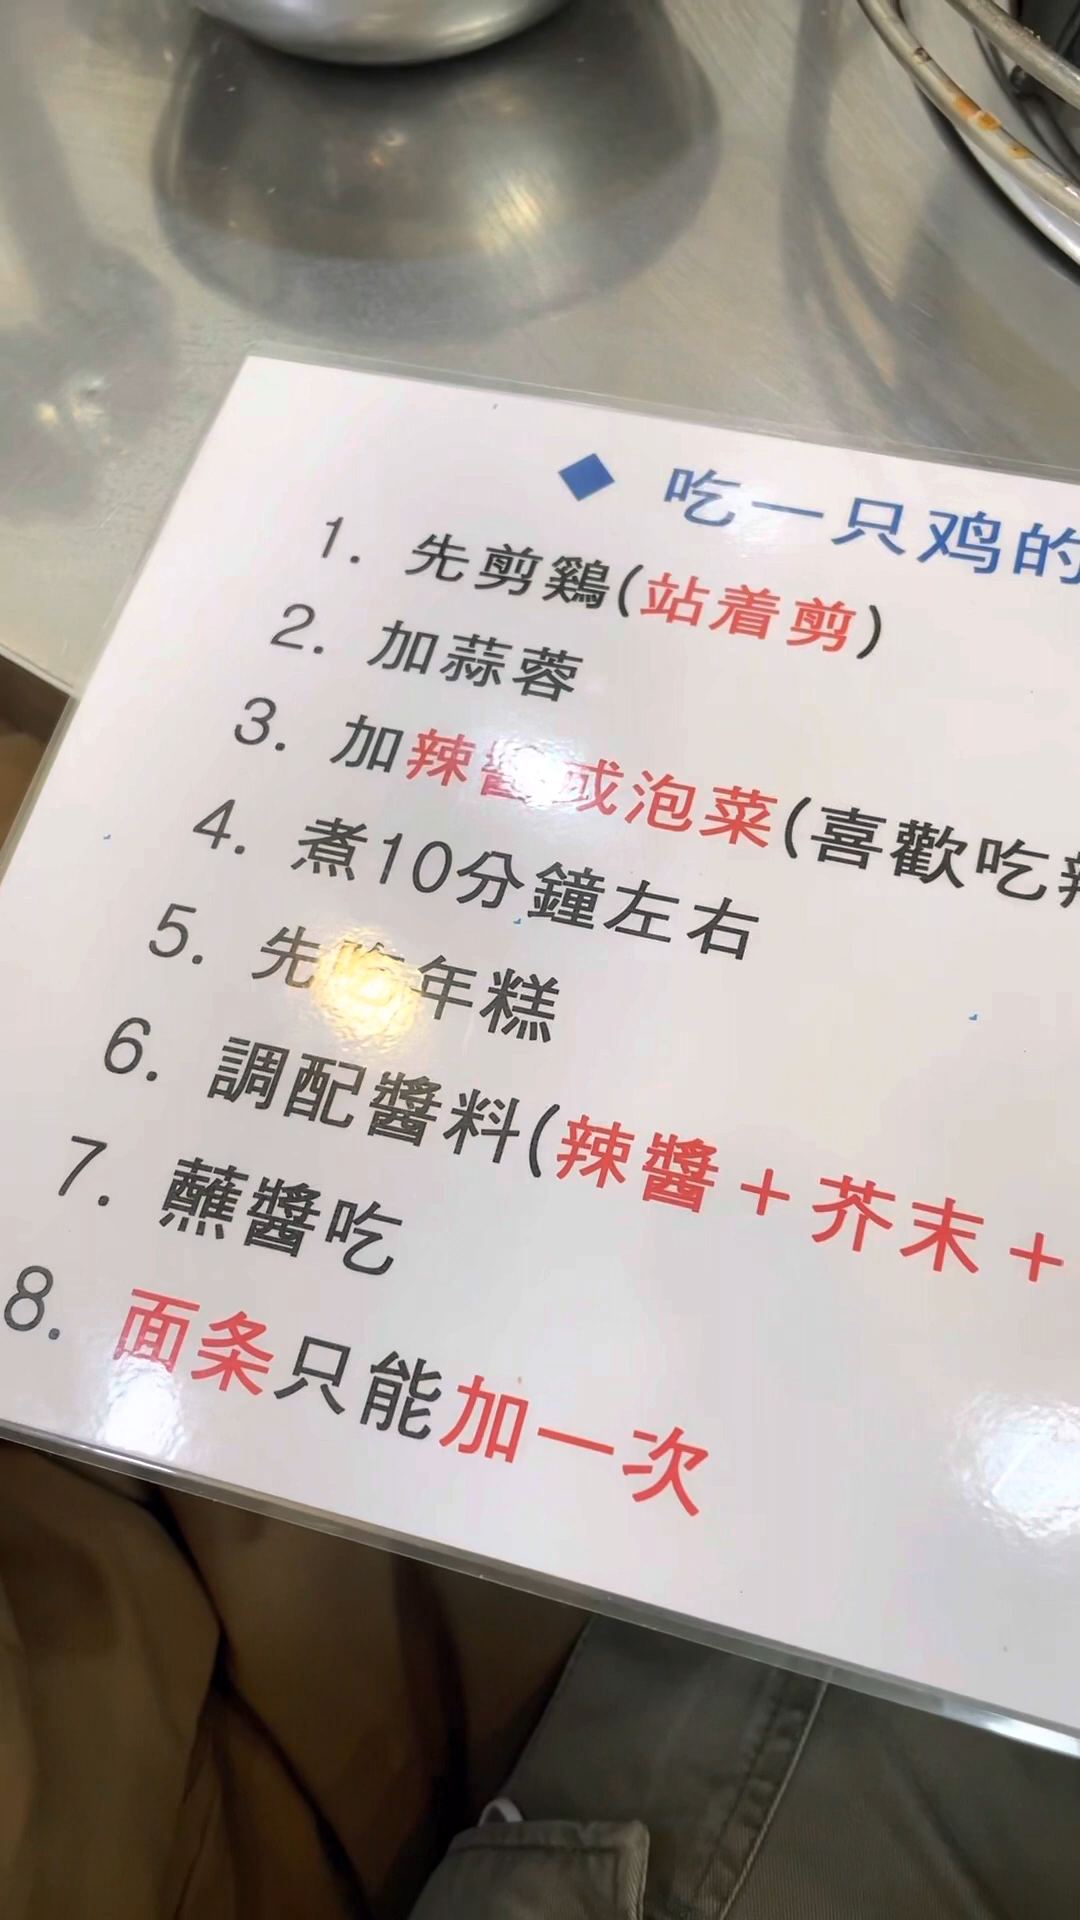 ◆ 吃一只鸡的
1. 先剪鷄(站着剪)
2. 加蒜蓉
3. 加辣醬或泡菜(喜歡吃辣
4. 煮10分鐘左右
5. 先吃年糕
6. 調配醬料(辣醬+芥末+
7. 蘸醬吃
8. 面条只能加一次